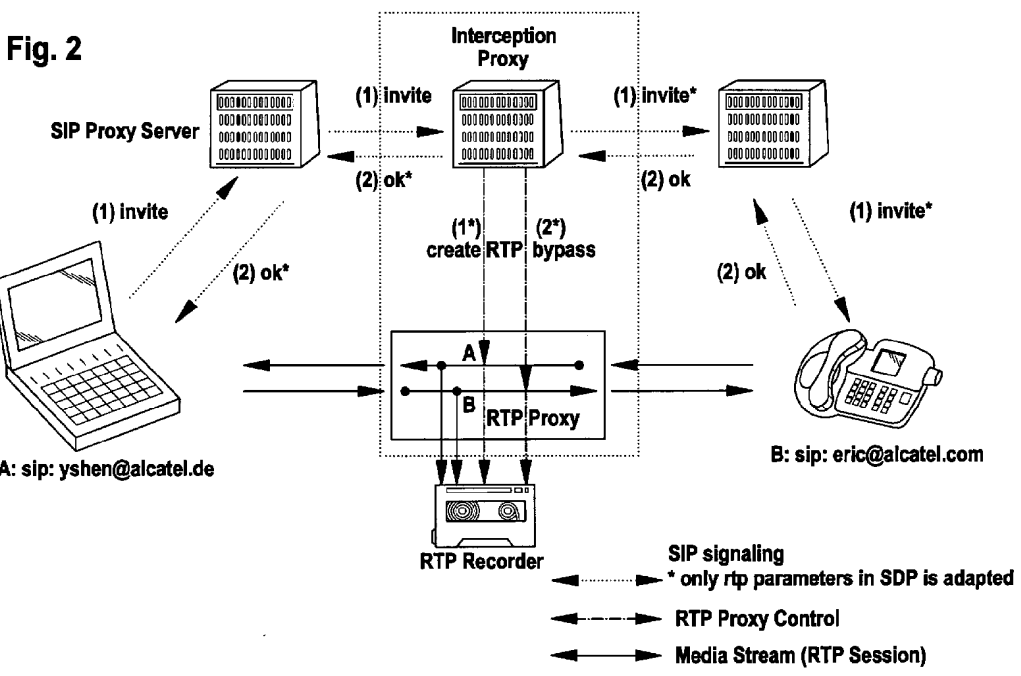 Fig. 2
Interception
Proxy
(1) invite
(1) invite*
SIP Proxy Server
(2) ok*
(2) ok
(1) invite
(1*)
(2*)
(1) invite*
create RTP bypass
(2) ok*
(2) ok
A
B
RTP Proxy
A: sip: yshen@alcatel.de
B: sip: eric@alcatel.com
RTP Recorder
SIP signaling
* only rtp parameters in SDP is adapted
RTP Proxy Control
Media Stream (RTP Session)